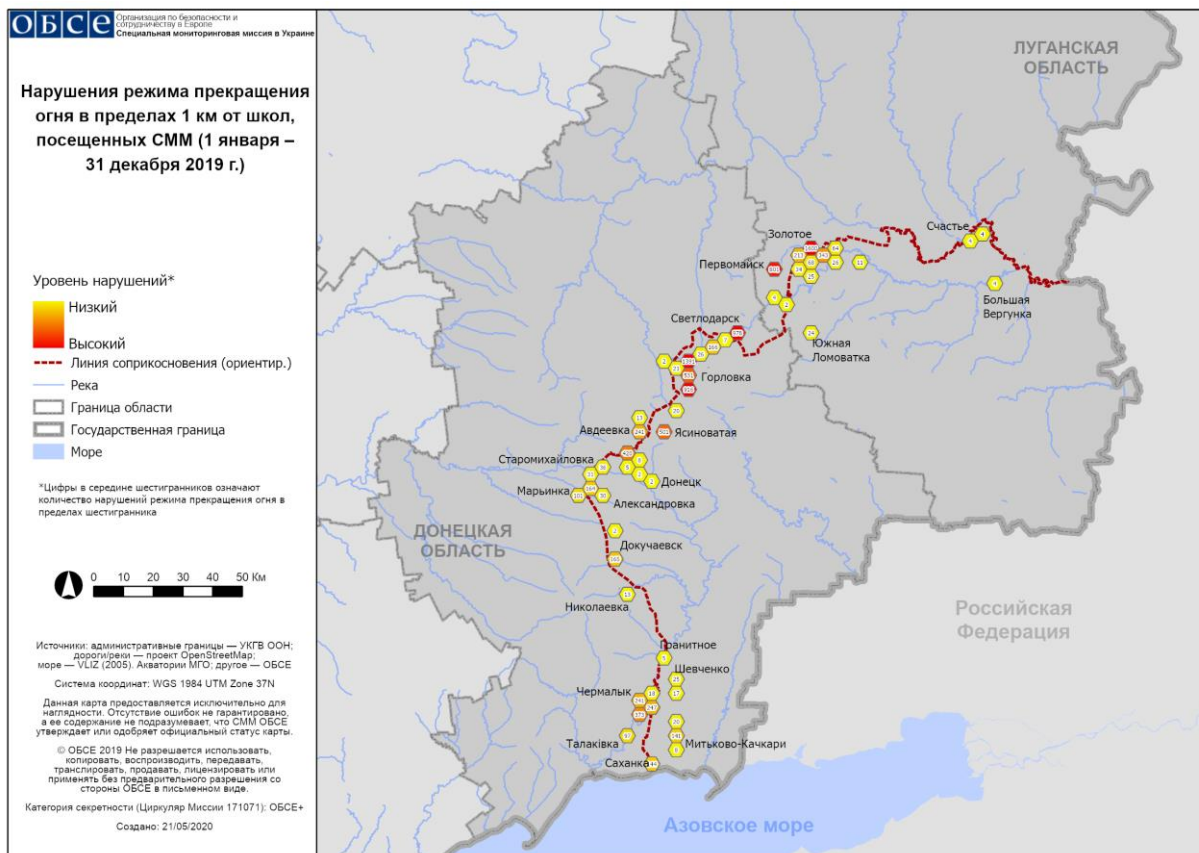 ОБСЕ
Организация по безопасности и
сотрудничеству в Европе
Специальная мониторинговая миссия в Украине
Нарушения режима прекращения
огня в пределах 1 км от школ,
посещенных СММ (1 января –
31 декабря 2019 г.)
Уровень нарушений*
Низкий
Высокий
Линия соприкосновения (ориентир.)
Река
Граница области
Государственная граница
Море
*Цифры в середине шестигранников означают
количество нарушений режима прекращения огня в
пределах шестигранника
0 10 20 30 40 50 Км
Источники: административные границы — УКГВ ООН;
дороги/реки — проект OpenStreetMap;
море — VLIZ (2005). Акватории МГО; другое — ОБСЕ
Система координат: WGS 1984 UTM Zone 37N
Данная карта предоставляется исключительно для
наглядности. Отсутствие ошибок не гарантировано,
а ее содержание не подразумевает, что СММ ОБСЕ
утверждает или одобряет официальный статус карты.
© ОБСЕ 2019 Не разрешается использовать,
копировать, воспроизводить, передавать,
транслировать, продавать, лицензировать или
применять без предварительного разрешения со
стороны ОБСЕ в письменном виде.
Категория секретности (Циркуляр Миссии 171071): ОБСЕ+
Создано: 21/05/2020
ЛУГАНСКАЯ
ОБЛАСТЬ
Счастье
Золотое
Первомайск
Большая
Вергунка
Светлодарск
Южная
Ломоватка
Горловка
Авдеевка
Ясиноватая
Старомихайловка
Донецк
Марьинка
Александровка
ДОНЕЦКАЯ
ОБЛАСТЬ
Докучаевск
Николаевка
Российская
Федерация
Гранитное
Шевченко
Чермалык
Талаківка
Митьково-Качкари
Саханка
Азовское море